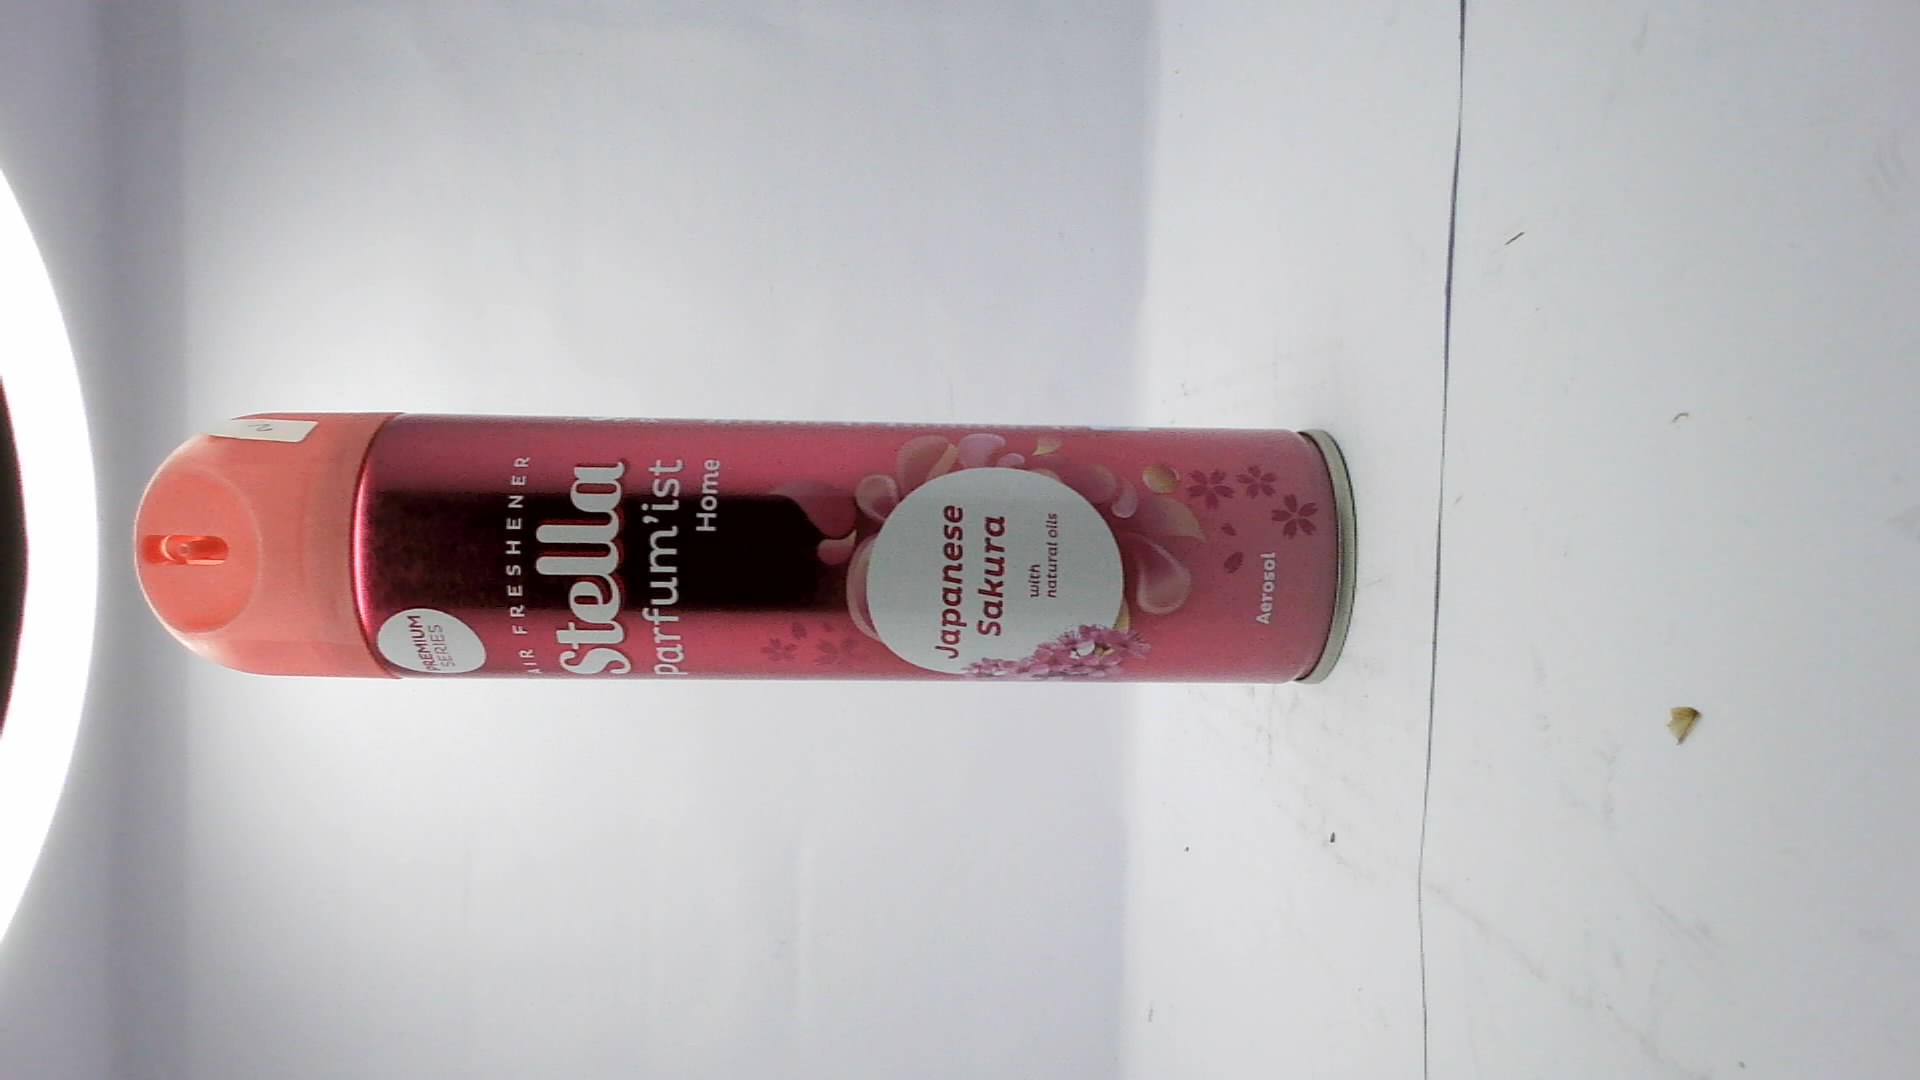 PREMIUM
SERIES
AIR FRESHENER
Stella
parfum'ist
Home
Japanese
Sakura
with
natural oils
Aerosol